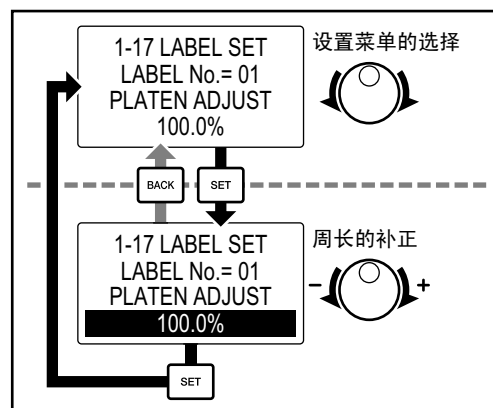 1-17 LABEL SET
LABEL No.= 01
PLATEN ADJUST
100.0%
设置菜单的选择
BACK
SET
1-17 LABEL SET
LABEL No.= 01
PLATEN ADJUST
100.0%
周长的补正
- +
SET